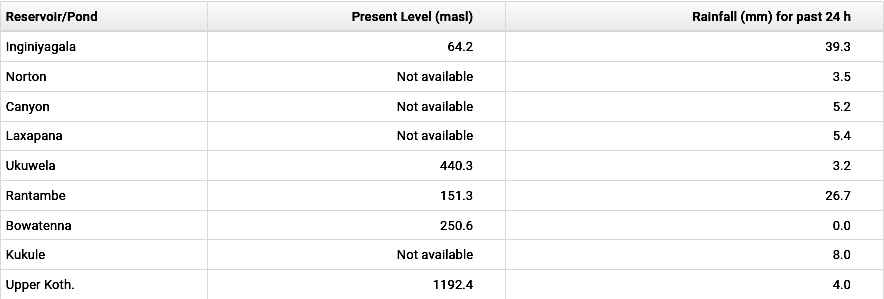 Reservoir/Pond Present Level (masl) Rainfall (mm) for past 24 h
Inginiyagala 64.2 39.3
Norton Not available 3.5
Canyon Not available 5.2
Laxapana Not available 5.4
Ukuwela 440.3 3.2
Rantambe 151.3 26.7
Bowatenna 250.6 0.0
Kukule Not available 8.0
Upper Koth. 1192.4 4.0